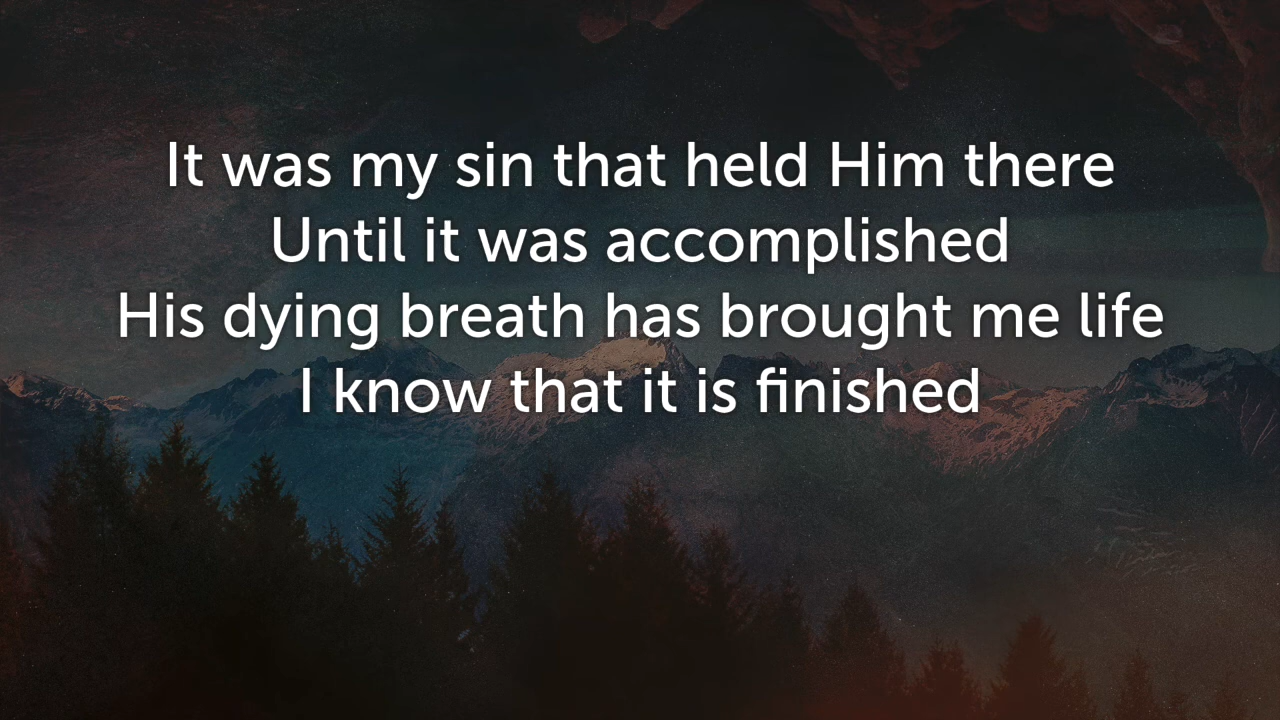 It was my sin that held Him there
Until it was accomplished
His dying breath has brought me life
I know that it is finished